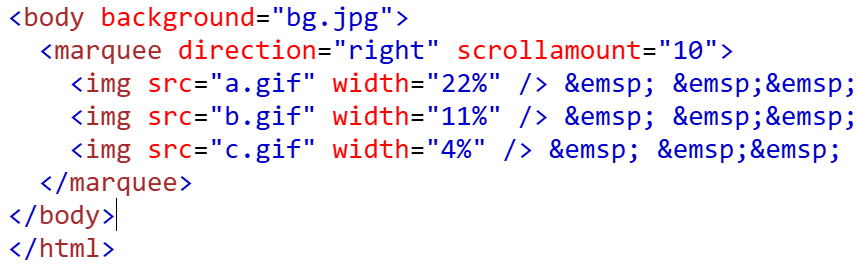 <body background="bg.jpg">
<marquee direction="right" scrollamount="10">
<img src="a.gif" width="22%" /> &emsp; &emsp;&emsp;
<img src="b.gif" width="11%" /> &emsp; &emsp;&emsp;
<img src="c.gif" width="4%" /> &emsp; &emsp;&emsp;
</marquee>
</body>
</html>